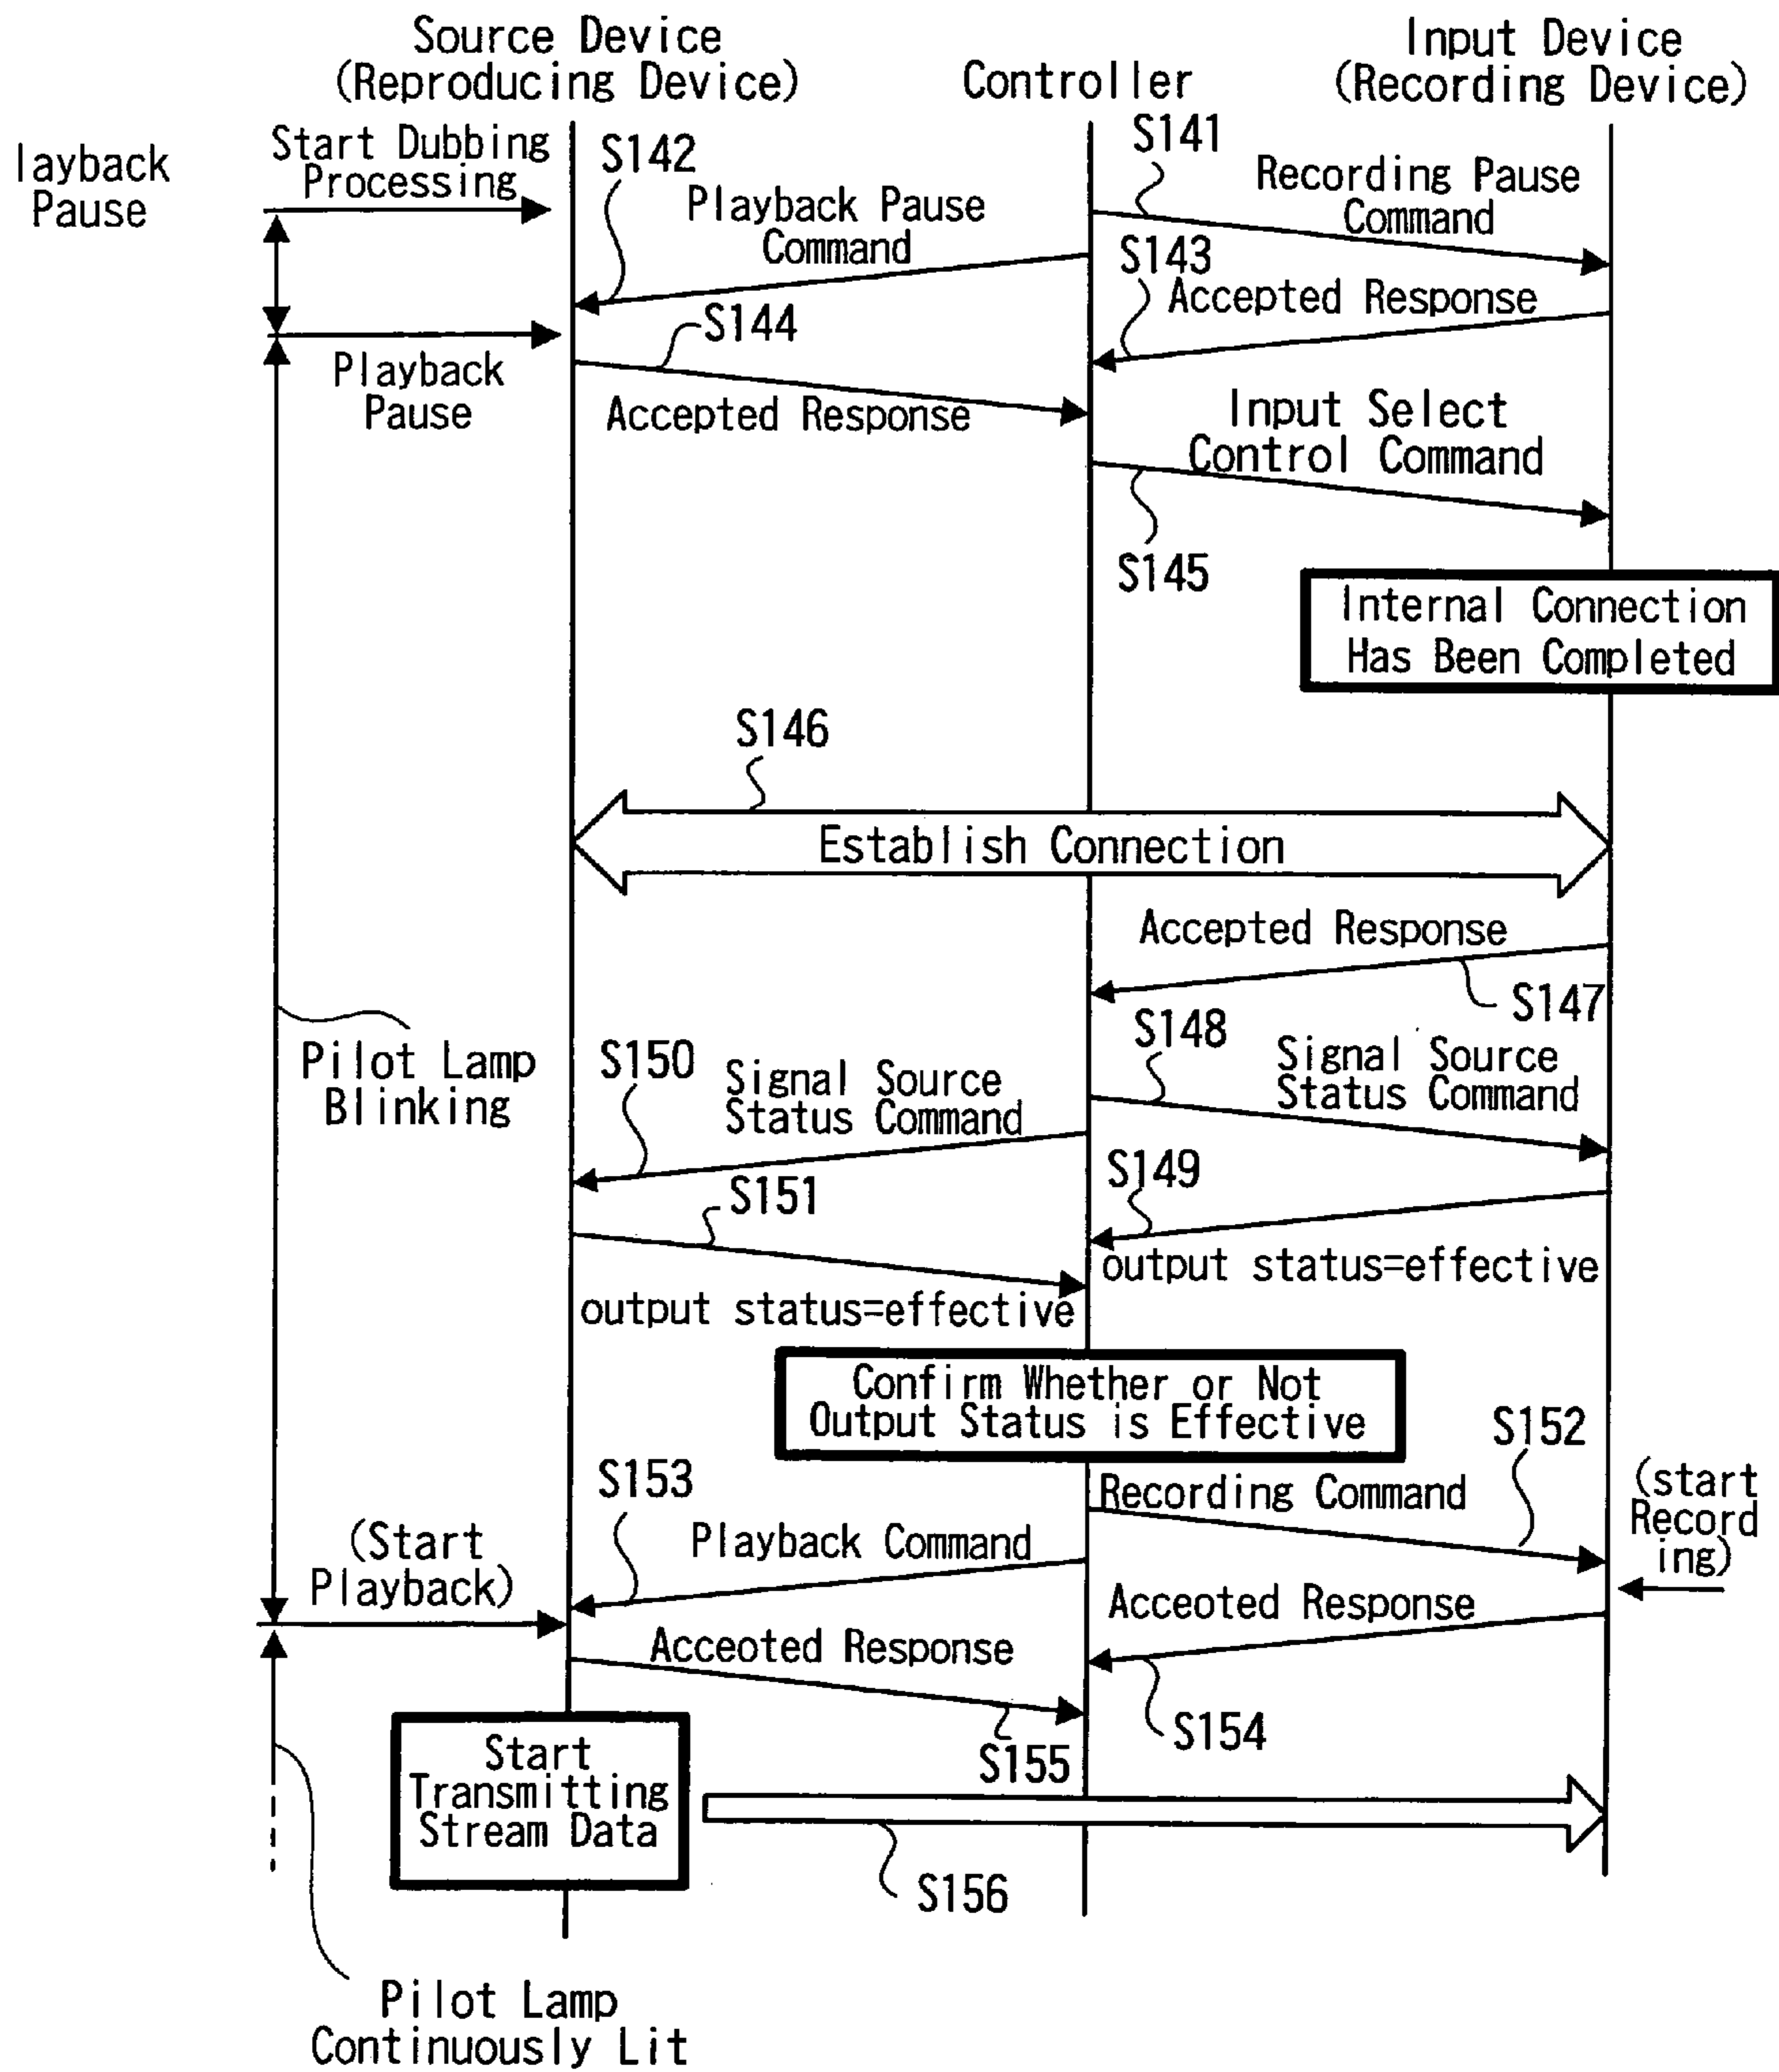 Source Device
(Reproducing Device)
Controller
Input Device
(Recording Device)
layback
Pause
Start Dubbing
Processing
S142
S141
Playback Pause
Command
Recording Pause
Command
S143
Accepted Response
S144
Playback
Pause
Accepted Response
Input Select
Control Command
S145
Internal Connection
Has Been Completed
S146
Establish Connection
Accepted Response
S147
S148
Pilot Lamp
Blinking
S150
Signal Source
Status Command
Signal Source
Status Command
S149
S151
output status=effective
output status=effective
Confirm Whether or Not
Output Status is Effective
S152
S153
Recording Command
(start
Record
ing)
(Start
Playback)
Playback Command
Acceoted Response
Acceoted Response
S154
S155
Start
Transmitting
Stream Data
S156
Pilot Lamp
Continuously Lit